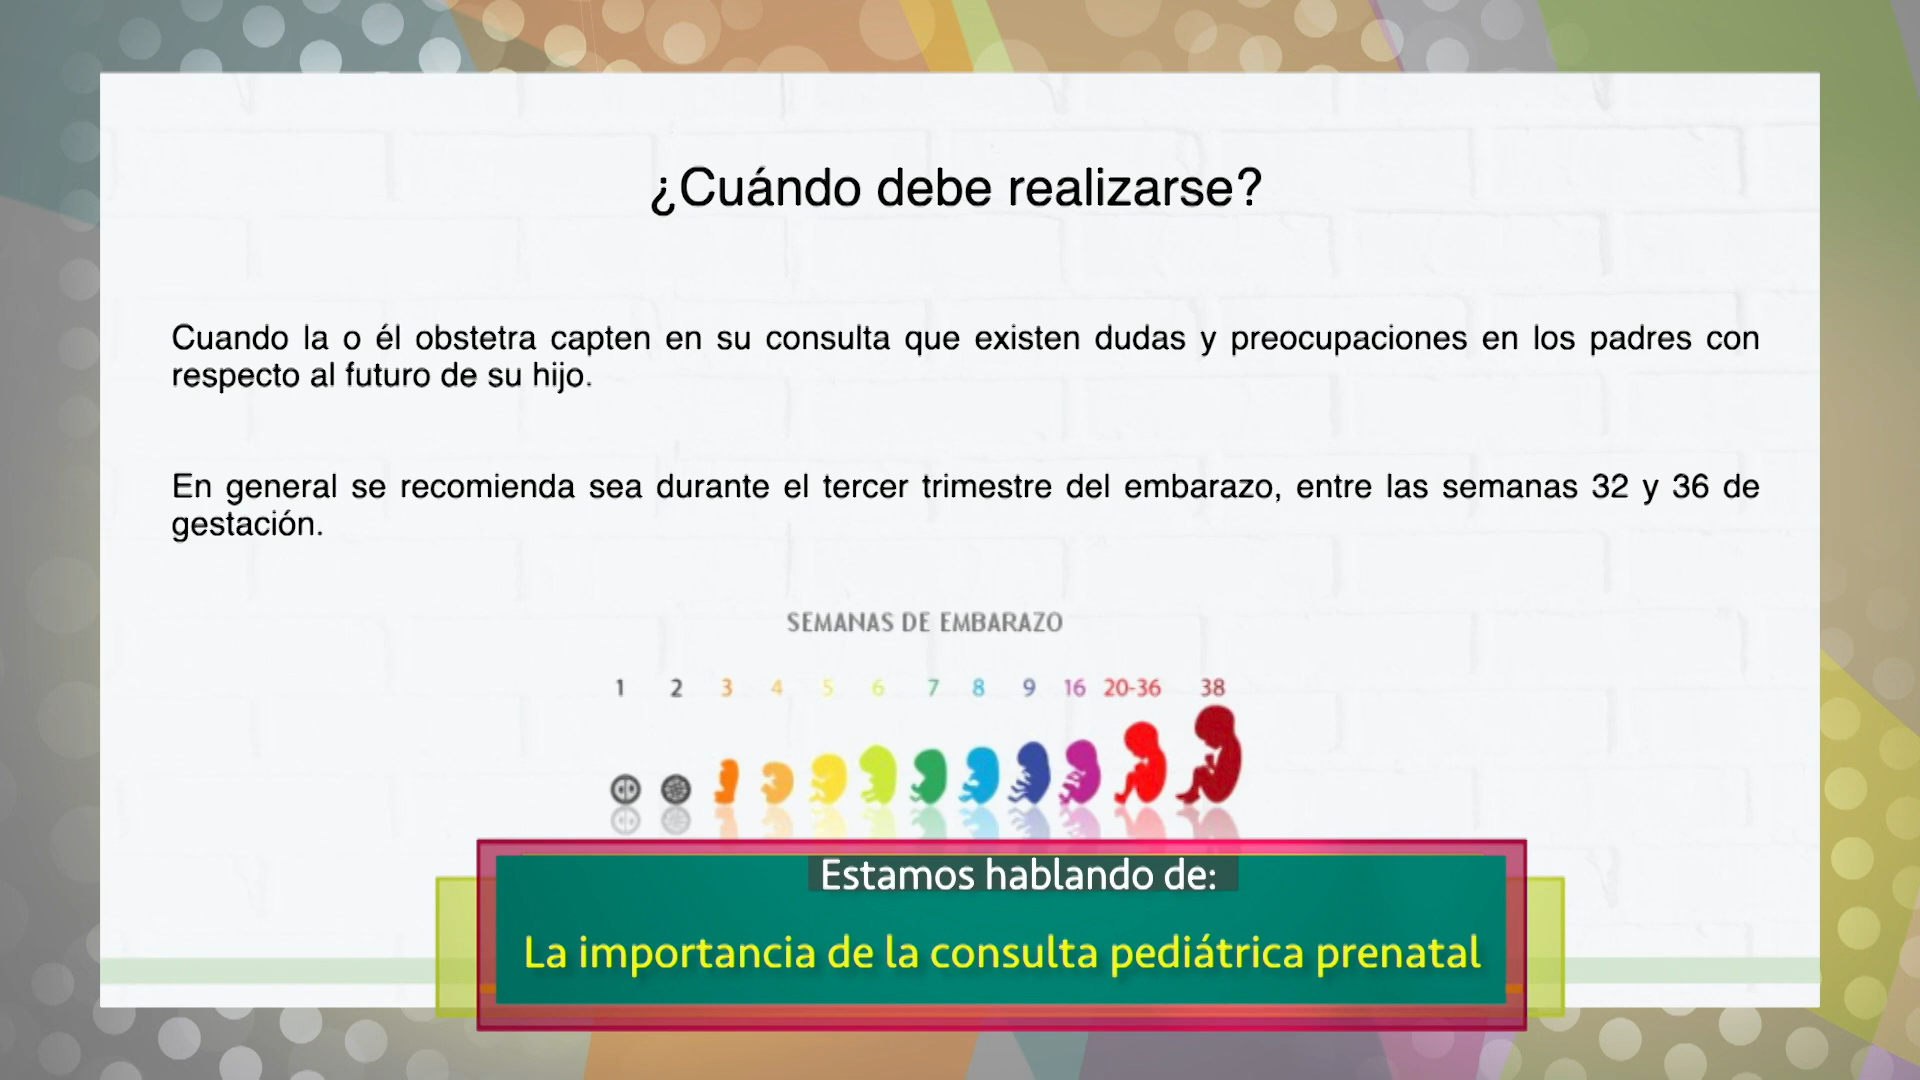 ¿Cuándo debe realizarse?
Cuando la o él obstetra capten en su consulta que existen dudas y preocupaciones en los padres con
respecto al futuro de su hijo.
En general se recomienda sea durante el tercer trimestre del embarazo, entre las semanas 32 y 36 de
gestación.
SEMANAS DE EMBARAZO
1 2 3 4 5 6 7 8 9 16 20-36 38
Estamos hablando de:
La importancia de la consulta pediátrica prenatal